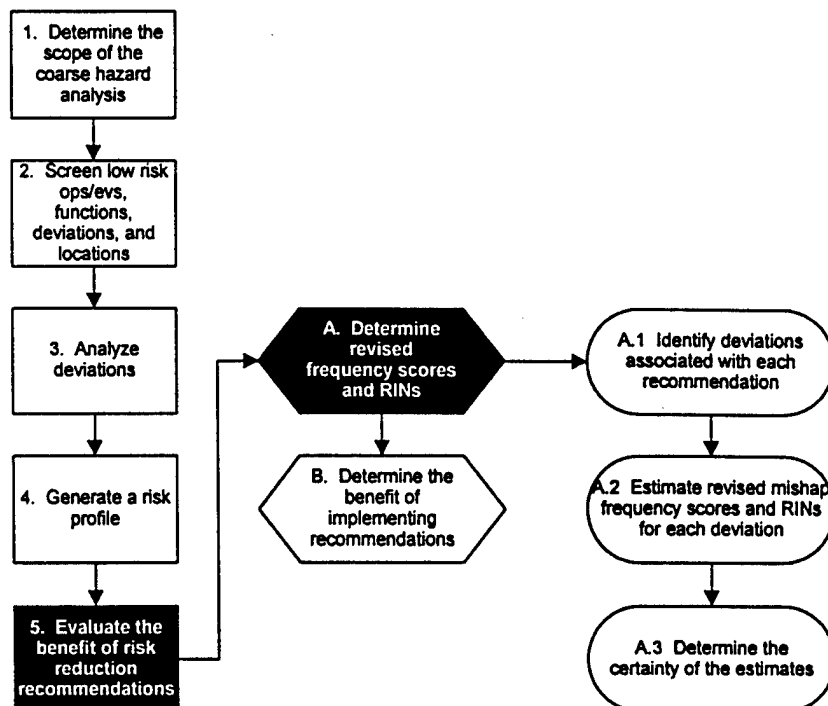 1. Determine the
scope of the
coarse hazard
analysis
2. Screen low risk
ops/evs,
functions,
deviations, and
locations
3. Analyze
deviations
4. Generate a risk
profile
5. Evaluate the
benefit of risk
reduction
recommendations
A. Determine
revised
frequency scores
and RINs
B. Determine the
benefit of
implementing
recommendations
A.1 Identify deviations
associated with each
recommendation
A.2 Estimate revised mishap
frequency scores and RINs
for each deviation
A.3 Determine the
certainty of the estimates